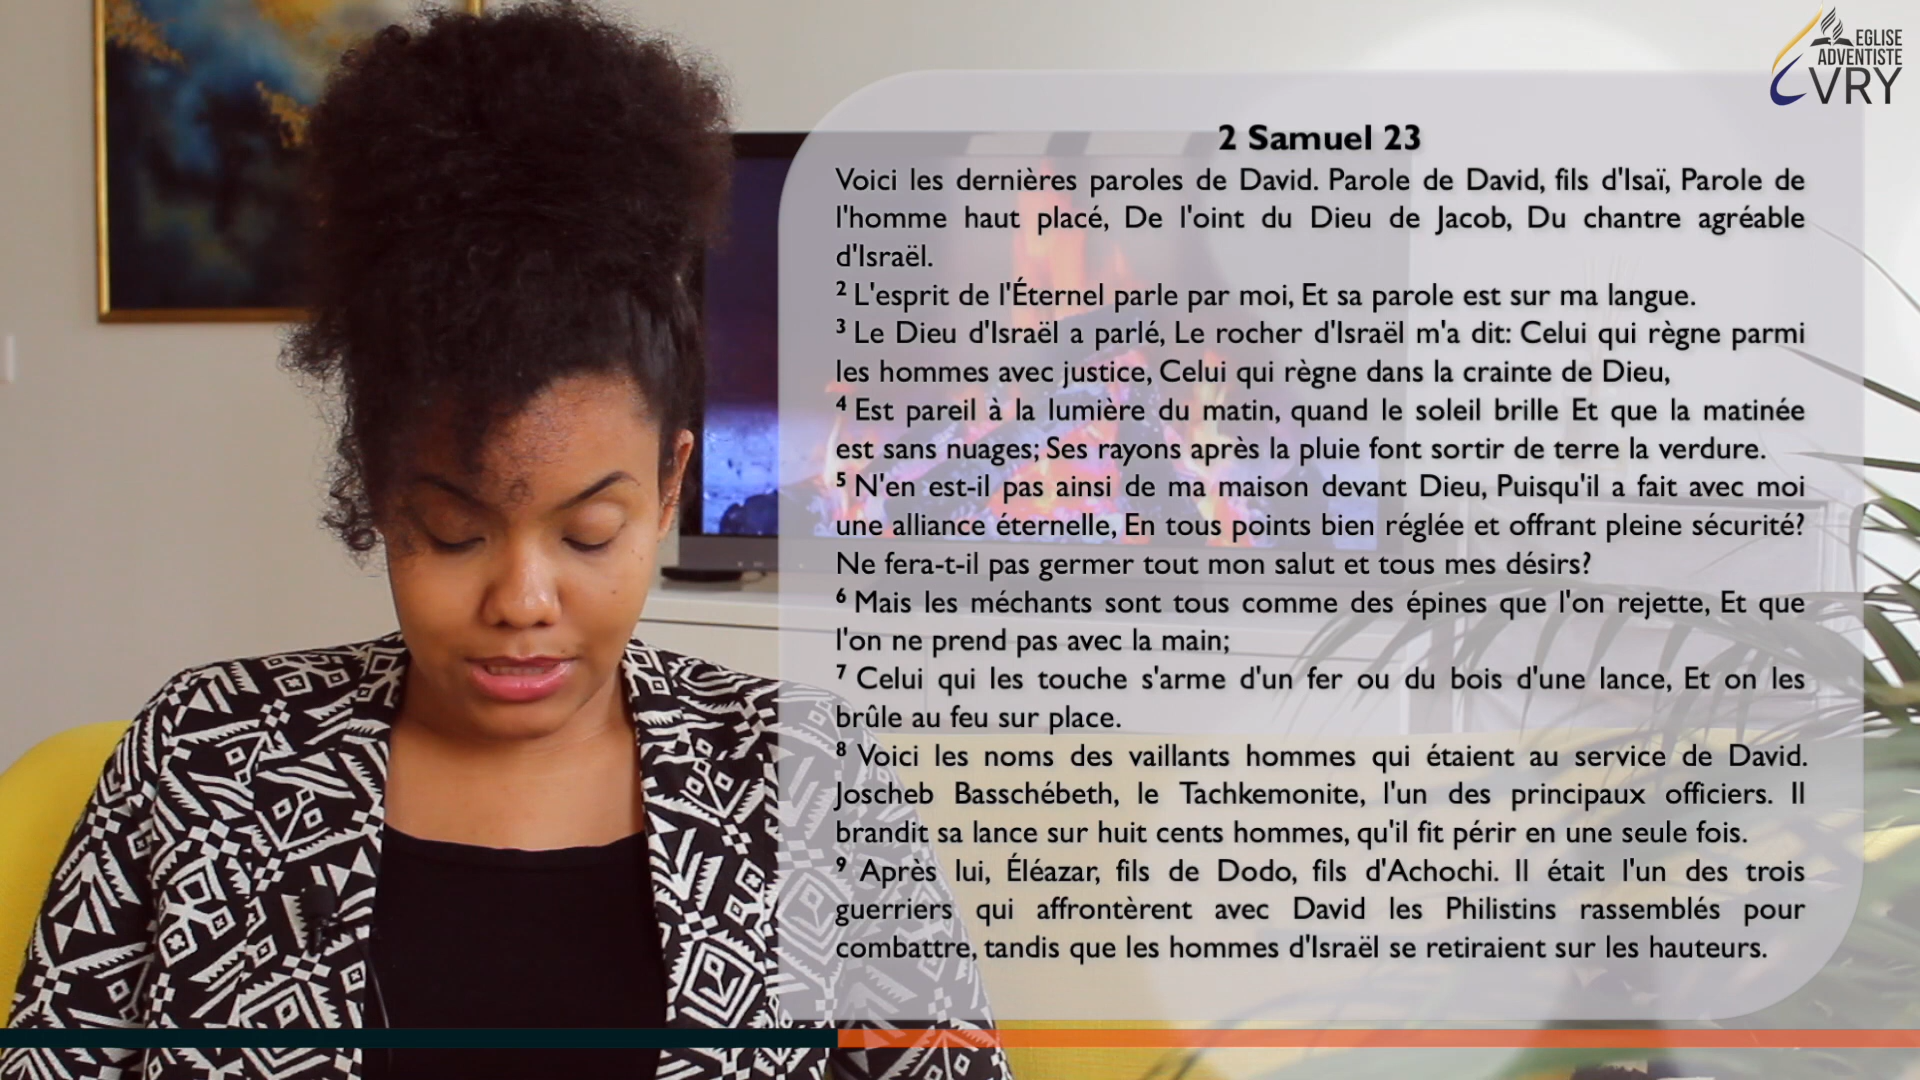 EGLISE
ADVENTISTE
EVRY
2 Samuel 23
Voici les dernières paroles de David. Parole de David, fils d'Isaï, Parole de
l'homme haut placé, De l'oint du Dieu de Jacob, Du chantre agréable
d'Israël.
2 L'esprit de l'Éternel parle par moi, Et sa parole est sur ma langue.
3 Le Dieu d'Israël a parlé, Le rocher d'Israël m'a dit: Celui qui règne parmi
les hommes avec justice, Celui qui règne dans la crainte de Dieu,
4 Est pareil à la lumière du matin, quand le soleil brille Et que la matinée
est sans nuages; Ses rayons après la pluie font sortir de terre la verdure.
5 N'en est-il pas ainsi de ma maison devant Dieu, Puisqu'il a fait avec moi
une alliance éternelle, En tous points bien réglée et offrant pleine sécurité?
Ne fera-t-il pas germer tout mon salut et tous mes désirs?
6 Mais les méchants sont tous comme des épines que l'on rejette, Et que
l'on ne prend pas avec la main;
7 Celui qui les touche s'arme d'un fer ou du bois d'une lance, Et on les
brûle au feu sur place.
8 Voici les noms des vaillants hommes qui étaient au service de David.
Joscheb Basschébeth, le Tachkemonite, l'un des principaux officiers. Il
brandit sa lance sur huit cents hommes, qu'il fit périr en une seule fois.
9 Après lui, Éléazar, fils de Dodo, fils d'Achochi. Il était l'un des trois
guerriers qui affrontèrent avec David les Philistins rassemblés pour
combattre, tandis que les hommes d'Israël se retiraient sur les hauteurs.